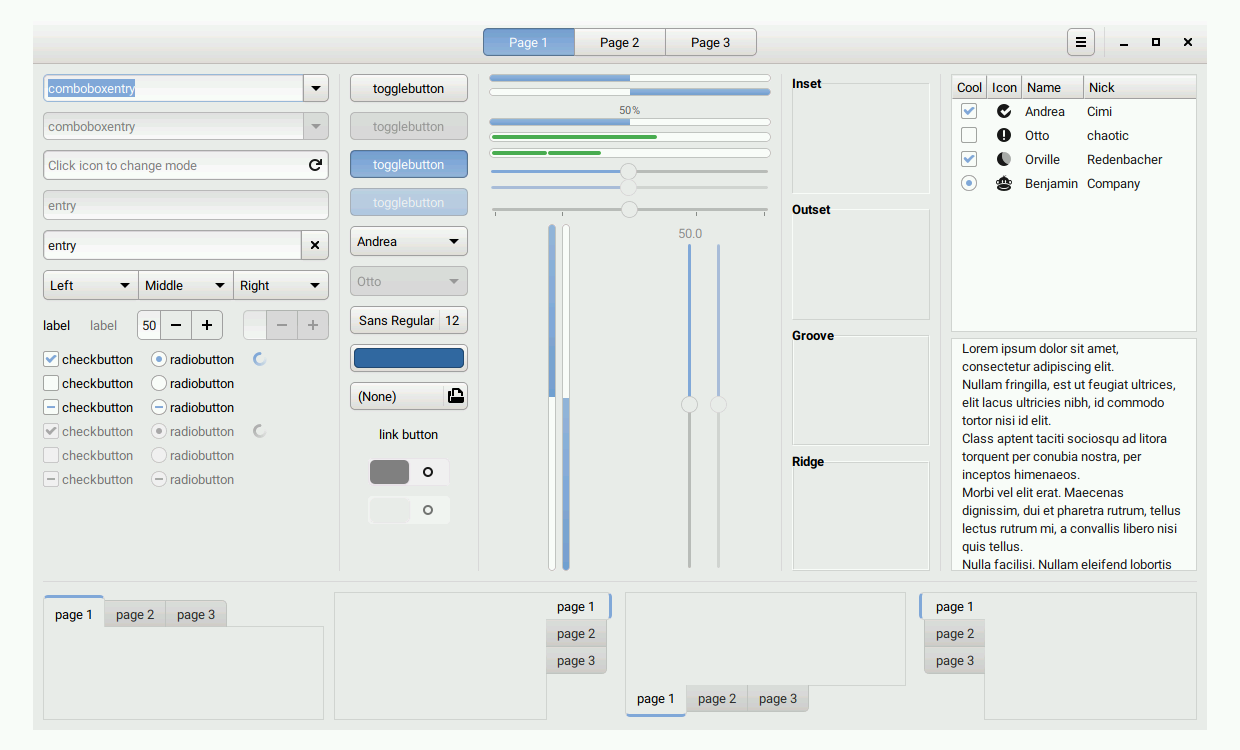 Page 1 Page 2 Page 3
comboboxentry
comboboxentry
Click icon to change mode
entry
entry
Left Middle Right
label label 50
checkbutton radiobutton
checkbutton radiobutton
checkbutton radiobutton
checkbutton radiobutton
checkbutton radiobutton
checkbutton radiobutton
togglebutton
togglebutton
togglebutton
togglebutton
Andrea
Otto
Sans Regular 12
(None)
link button
50%
50.0
Inset
Outset
Groove
Ridge
Cool Icon Name Nick
Andrea Cimi
Otto chaotic
Orville Redenbacher
Benjamin Company
Lorem ipsum dolor sit amet,
consectetur adipiscing elit.
Nullam fringilla, est ut feugiat ultrices,
elit lacus ultricies nibh, id commodo
tortor nisi id elit.
Class aptent taciti sociosqu ad litora
torquent per conubia nostra, per
inceptos himenaeos.
Morbi vel elit erat. Maecenas
dignissim, dui et pharetra rutrum, tellus
lectus rutrum mi, a convallis libero nisi
quis tellus.
Nulla facilisi. Nullam eleifend lobortis
page 1 page 2 page 3
page 1
page 2
page 3
page 1 page 2 page 3
page 1
page 2
page 3